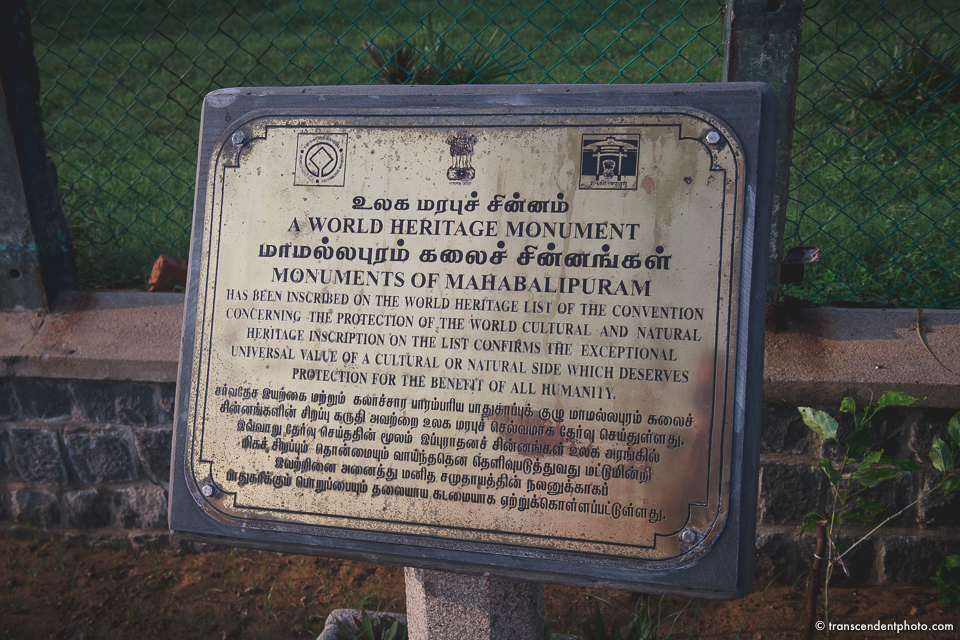 உலக மரபுச் சின்னம்
A WORLD HERITAGE MONUMENT
மாமல்லபுரம் கலைச் சின்னங்கள்
MONUMENTS OF MAHABALIPURAM
HAS BEEN INSCRIBED ON THE WORLD HERITAGE LIST OF THE CONVENTION
CONCERNING THE PROTECTION OF THE WORLD CULTURAL AND NATURAL
HERITAGE INSCRIPTION ON THE LIST CONFIRMS THE EXCEPTIONAL
UNIVERSAL VALUE OF A CULTURAL OR NATURAL SIDE WHICH DESERVES
PROTECTION FOR THE BENEFIT OF ALL HUMANITY.
சர்வதேச இயற்கை மற்றும் கலாச்சார பாரம்பரிய பாதுகாப்புக் குழு மாமல்லபுரம் கலைச்
சின்னங்களின் சிறப்பு கருதி அவற்றை உலக மரபுச் செல்வமாக தேர்வு செய்துள்ளது.
இவ்வாறு தேர்வு செய்ததின் மூலம் இப்புராதனச் சின்னங்கள் உலக அரங்கில்
நிகரச் சிறப்பும் தொன்மையும் வாய்ந்ததென தெளிவுபடுத்துவது மட்டுமின்றி
இவற்றினை அனைத்து மனித சமுதாயத்தின் நலனுக்காகப்
பாதுகாக்கும் பொறுப்பையும் தலையாய கடமையாக ஏற்றுக்கொள்ளப்பட்டுள்ளது.
© transcendentphoto.com